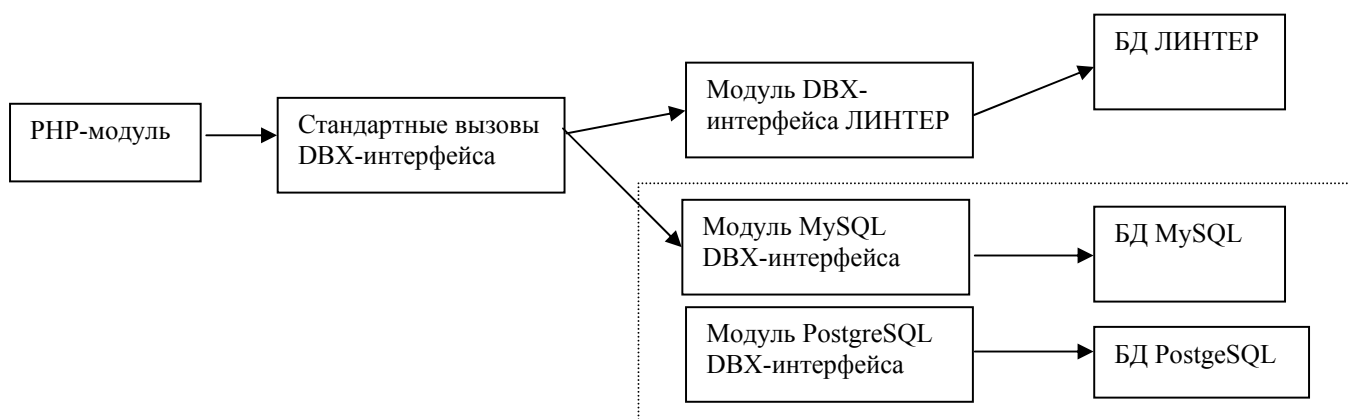 PHP-модуль
Стандартные вызовы
DBX-интерфейса
Модуль DBX-
интерфейса ЛИНТЕР
БД ЛИНТЕР
Модуль MySQL
DBX-интерфейса
БД MySQL
Модуль PostgreSQL
DBX-интерфейса
БД PostgeSQL